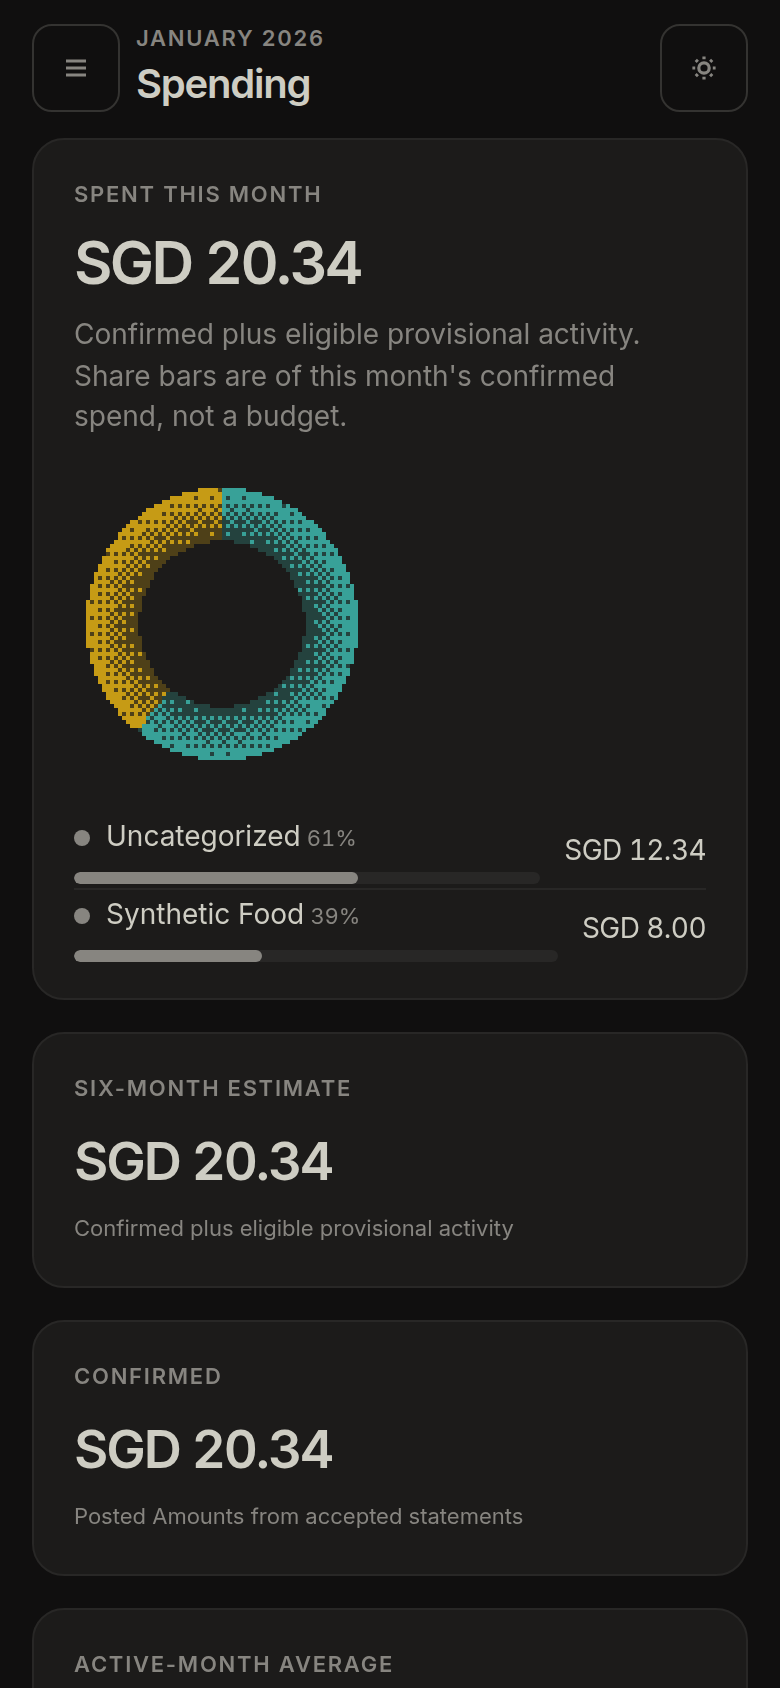 JANUARY 2026
Spending
SPENT THIS MONTH
SGD 20.34
Confirmed plus eligible provisional activity.
Share bars are of this month's confirmed
spend, not a budget.
Uncategorized 61%
SGD 12.34
Synthetic Food 39%
SGD 8.00
SIX-MONTH ESTIMATE
SGD 20.34
Confirmed plus eligible provisional activity
CONFIRMED
SGD 20.34
Posted Amounts from accepted statements
ACTIVE-MONTH AVERAGE